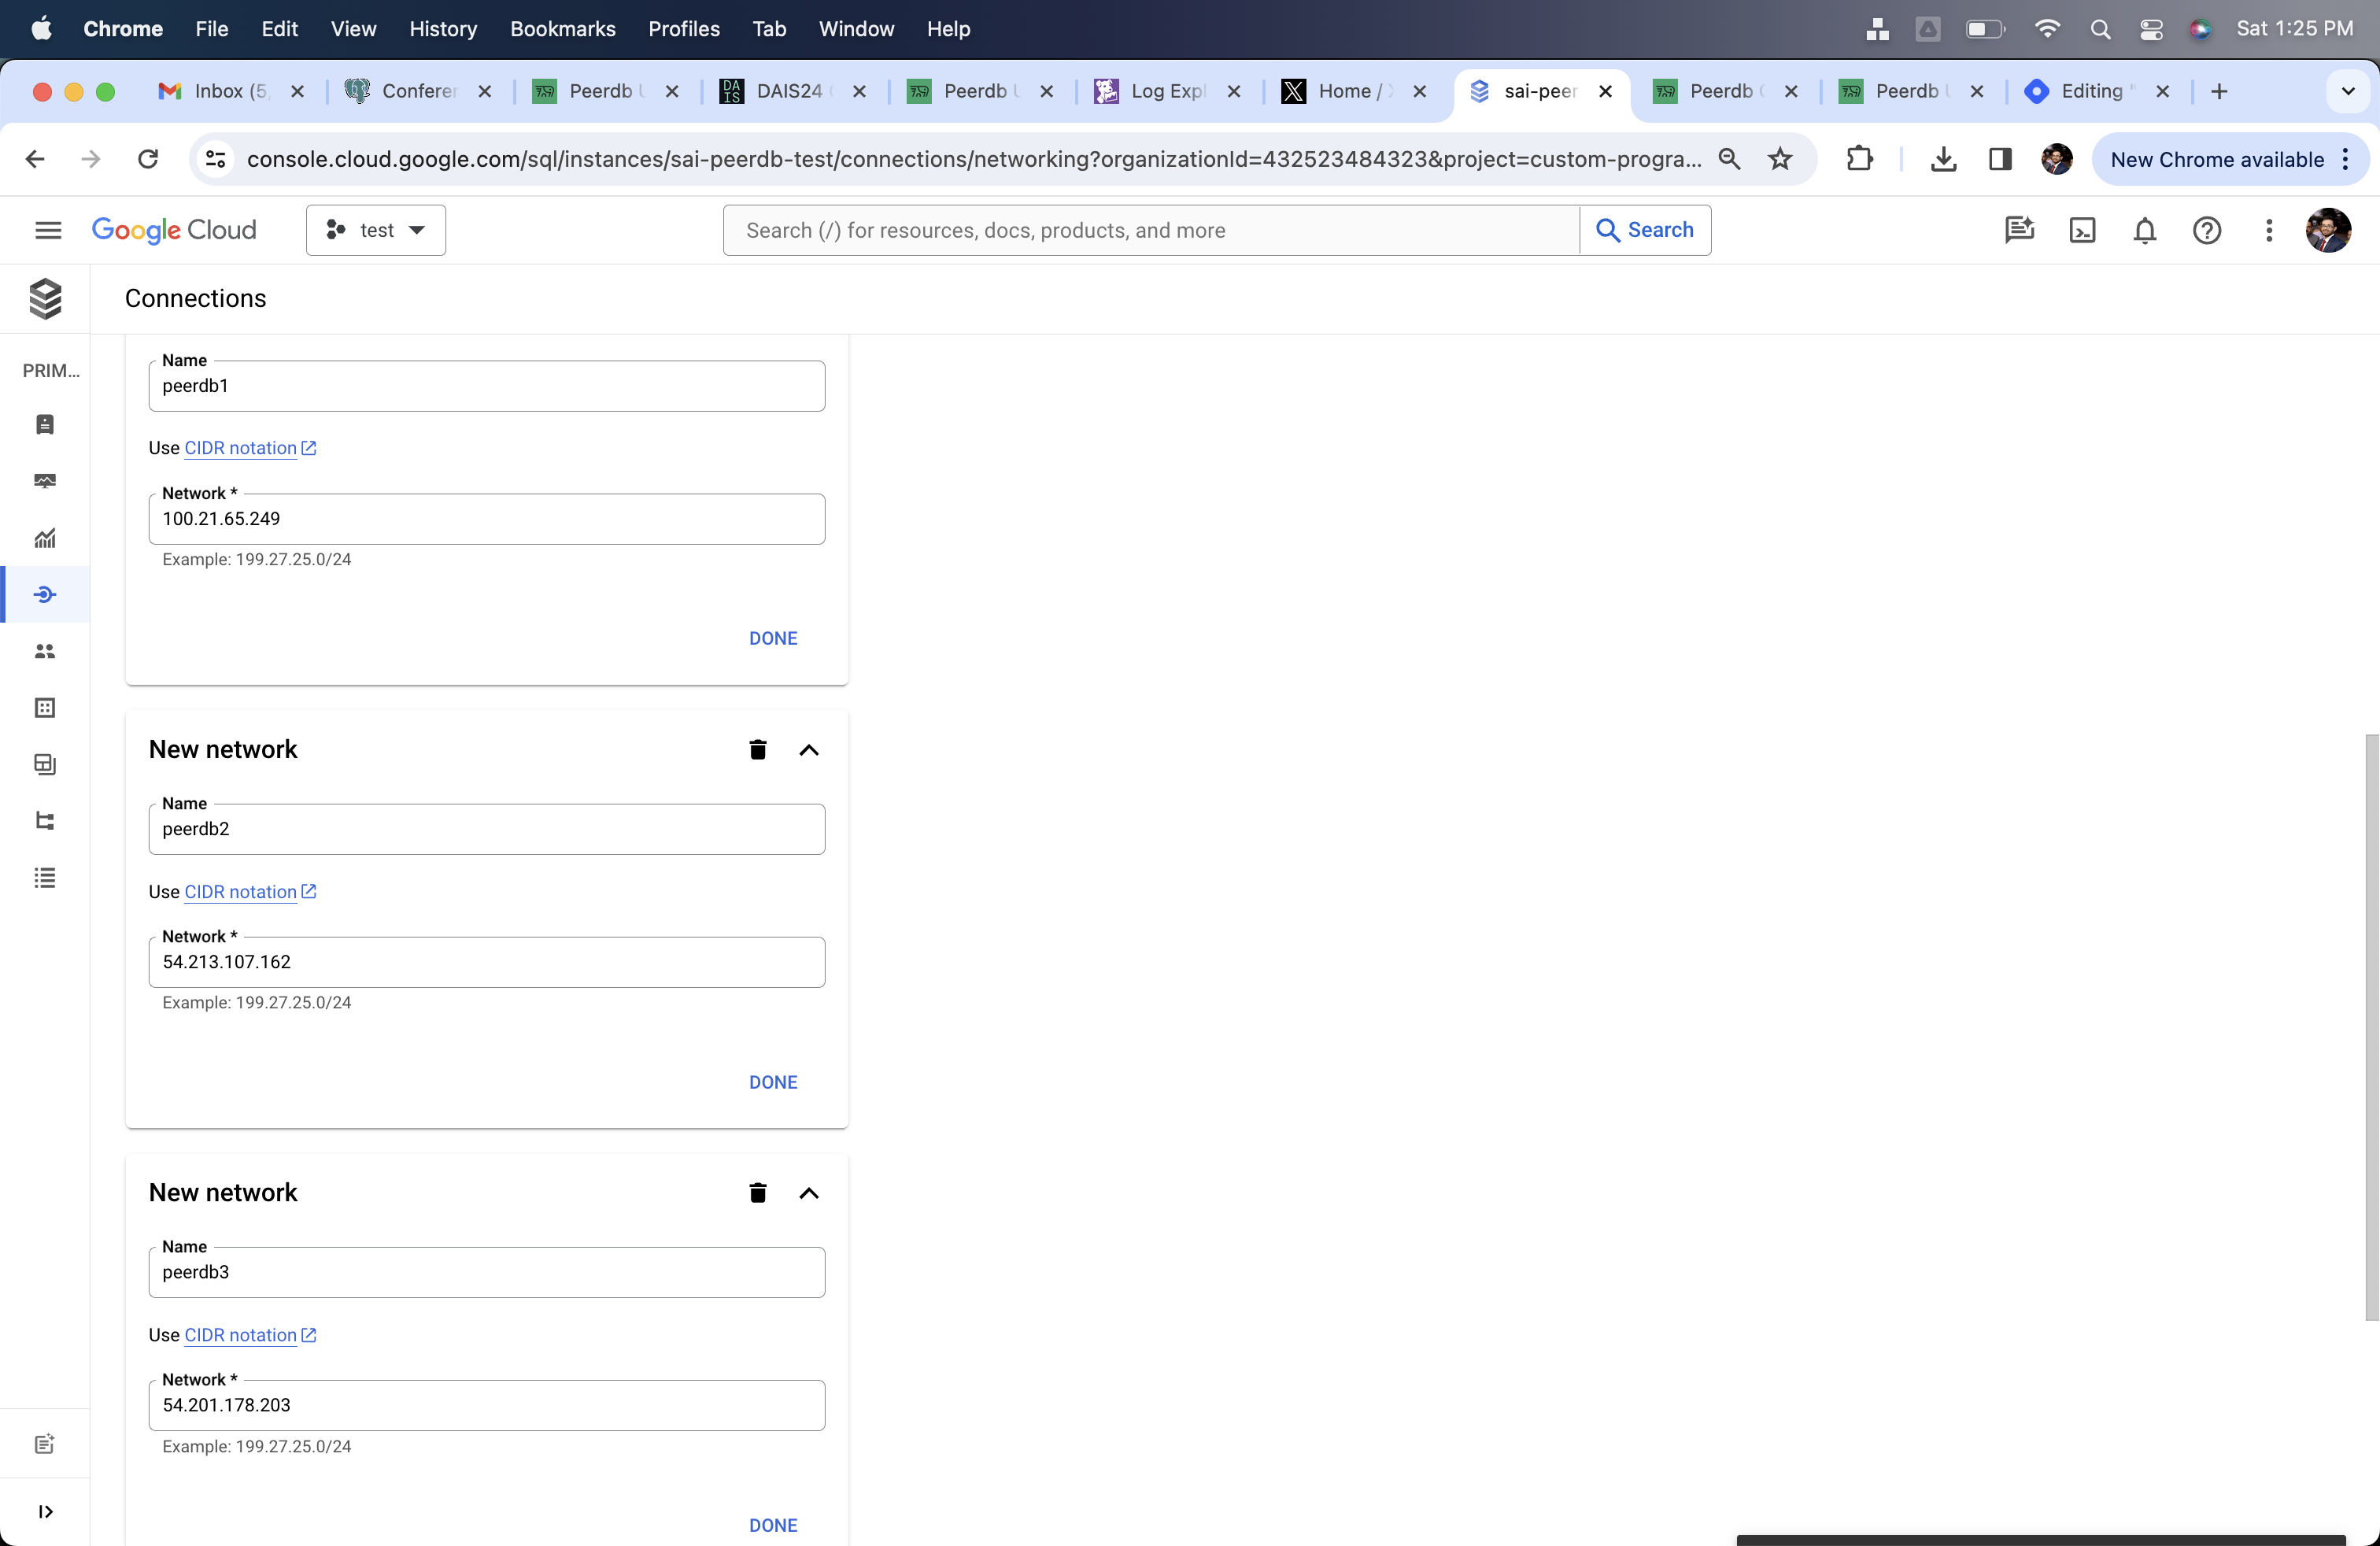 Chrome File Edit View History Bookmarks Profiles Tab Window Help Sat 1:25 PM
Inbox (5, Conferer Peerdb DAIS24 Peerdb Log Exp Home / sai-peer Peerdb Peerdb Editing "
console.cloud.google.com/sql/instances/sai-peerdb-test/connections/networking?organizationId=432523484323&project=custom-progra... New Chrome available
Google Cloud test Search (/) for resources, docs, products, and more Search
Connections
PRIM...
Name
peerdb1
Use CIDR notation
Network *
100.21.65.249
Example: 199.27.25.0/24
DONE
New network
Name
peerdb2
Use CIDR notation
Network *
54.213.107.162
Example: 199.27.25.0/24
DONE
New network
Name
peerdb3
Use CIDR notation
Network *
54.201.178.203
Example: 199.27.25.0/24
DONE